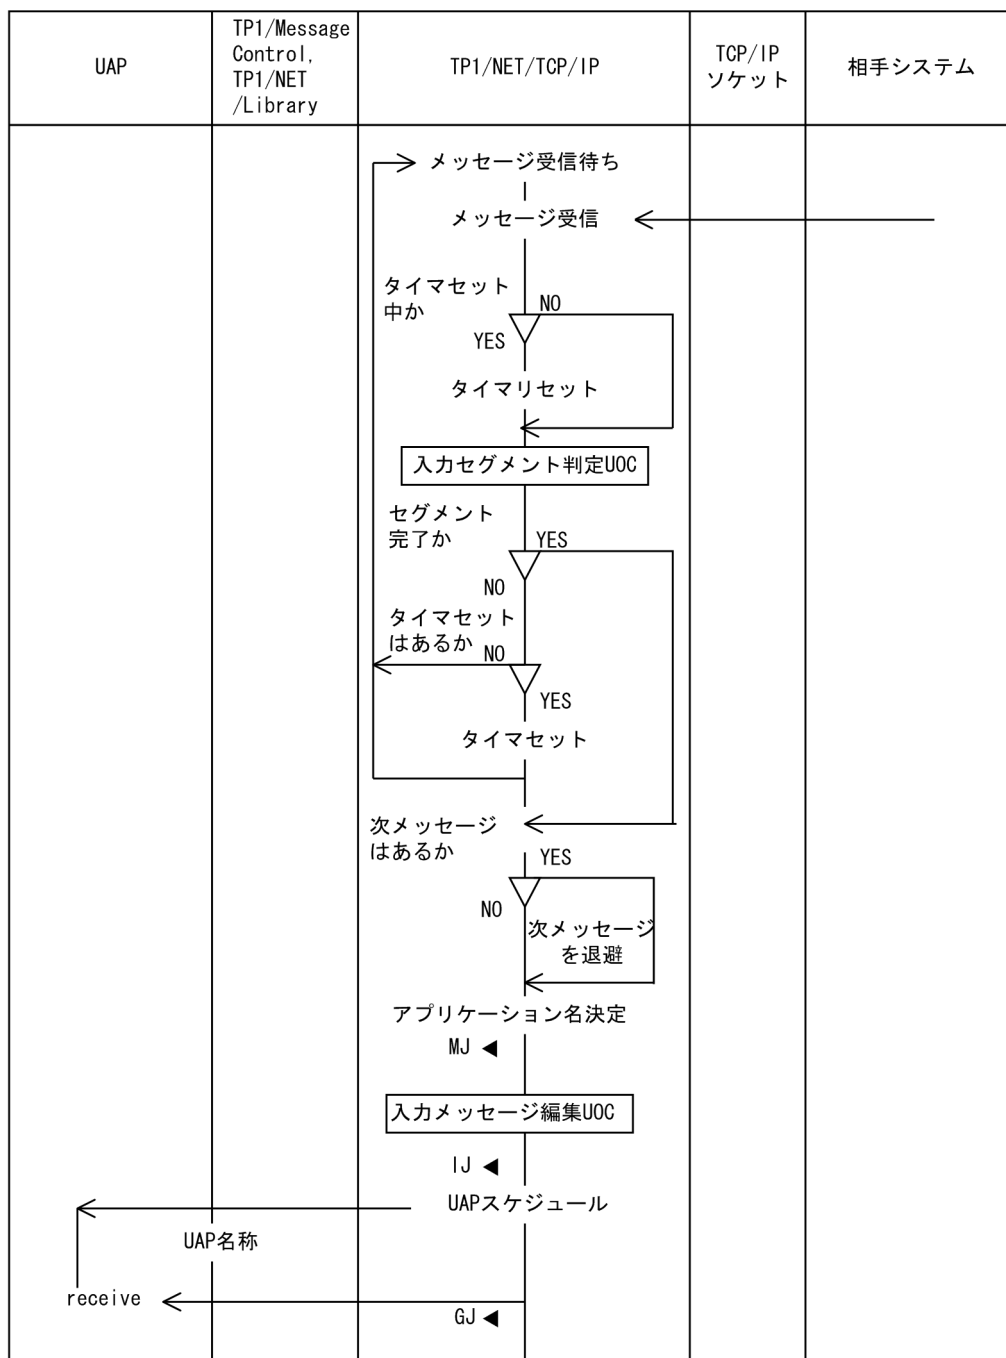 UAP
TP1/Message
Control,
TP1/NET
/Library
TP1/NET/TCP/IP
TCP/IP
ソケット
相手システム
メッセージ受信待ち
メッセージ受信
タイマセット
中か
NO
YES
タイマリセット
入力セグメント判定UOC
セグメント
完了か
YES
NO
タイマセット
はあるか
NO
YES
タイマセット
次メッセージ
はあるか
YES
NO
次メッセージ
を退避
アプリケーション名決定
MJ ◀
入力メッセージ編集UOC
IJ ◀
UAPスケジュール
UAP名称
receive
GJ ◀